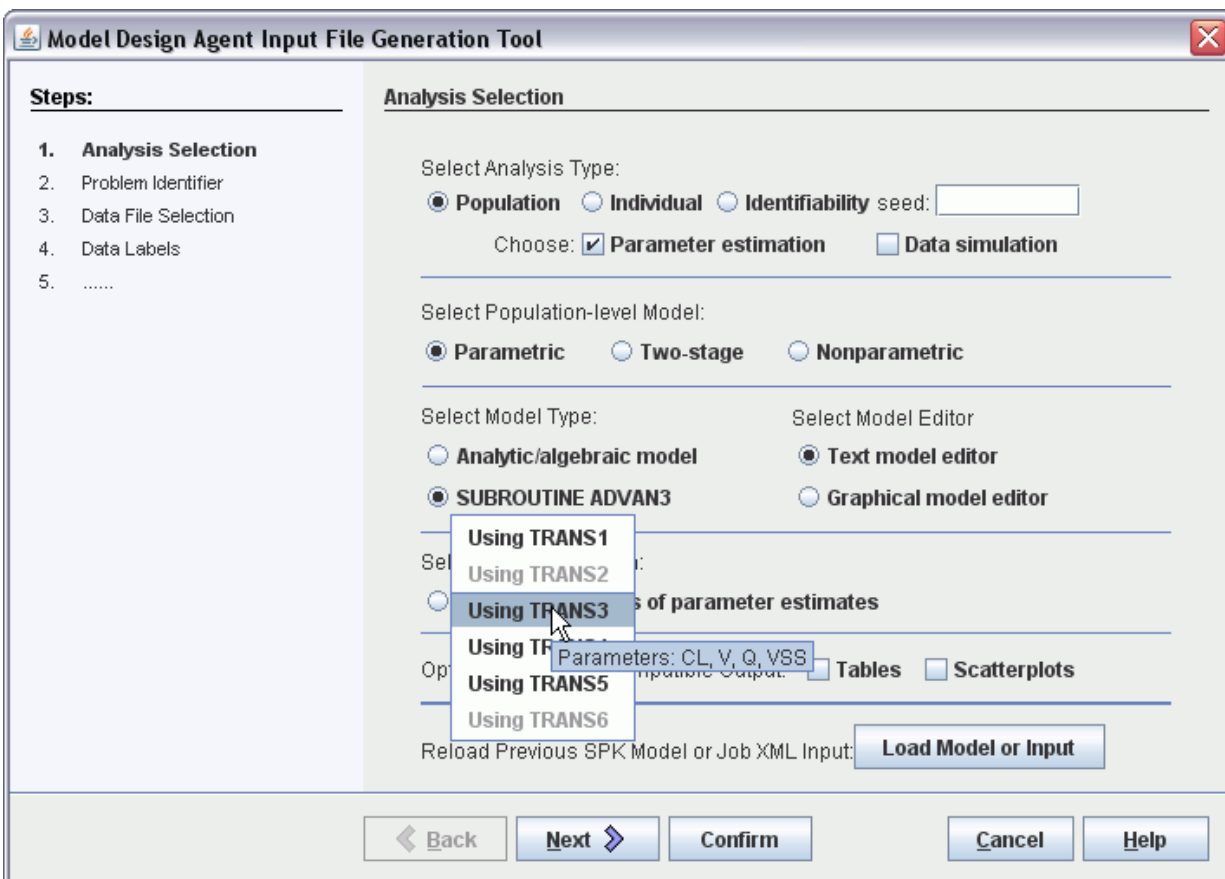 Model Design Agent Input File Generation Tool
Steps:
1. Analysis Selection
2. Problem Identifier
3. Data File Selection
4. Data Labels
5. ......
Analysis Selection
Select Analysis Type:
Population Individual Identifiability seed:
Choose: Parameter estimation Data simulation
Select Population-level Model:
Parametric Two-stage Nonparametric
Select Model Type: Select Model Editor
Analytic/algebraic model Text model editor
SUBROUTINE ADVAN3 Graphical model editor
Using TRANS1
Using TRANS2
Using TRANS3 of parameter estimates
Using
Parameters: CL, V, Q, VSS
Output: Tables Scatterplots
Using TRANS5
Using TRANS6
Reload Previous SPK Model or Job XML Input: Load Model or Input
Back Next Confirm Cancel Help